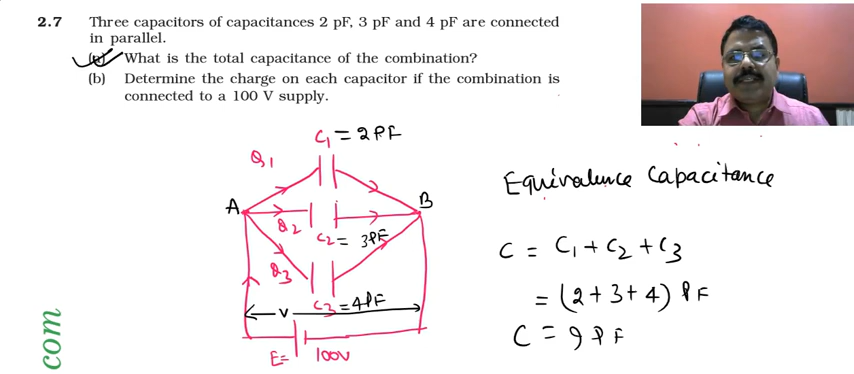 2.7 Three capacitors of capacitances 2 pF, 3 pF and 4 pF are connected
in parallel.
(a) What is the total capacitance of the combination?
(b) Determine the charge on each capacitor if the combination is
connected to a 100 V supply.
C1 = 2PF
Q1
A
B
Q2
C2 = 3PF
Q3
C3 = 4PF
V
E = 100V
Equivalence Capacitance
C = C1 + C2 + C3
= (2 + 3 + 4) PF
C = 9 PF
com